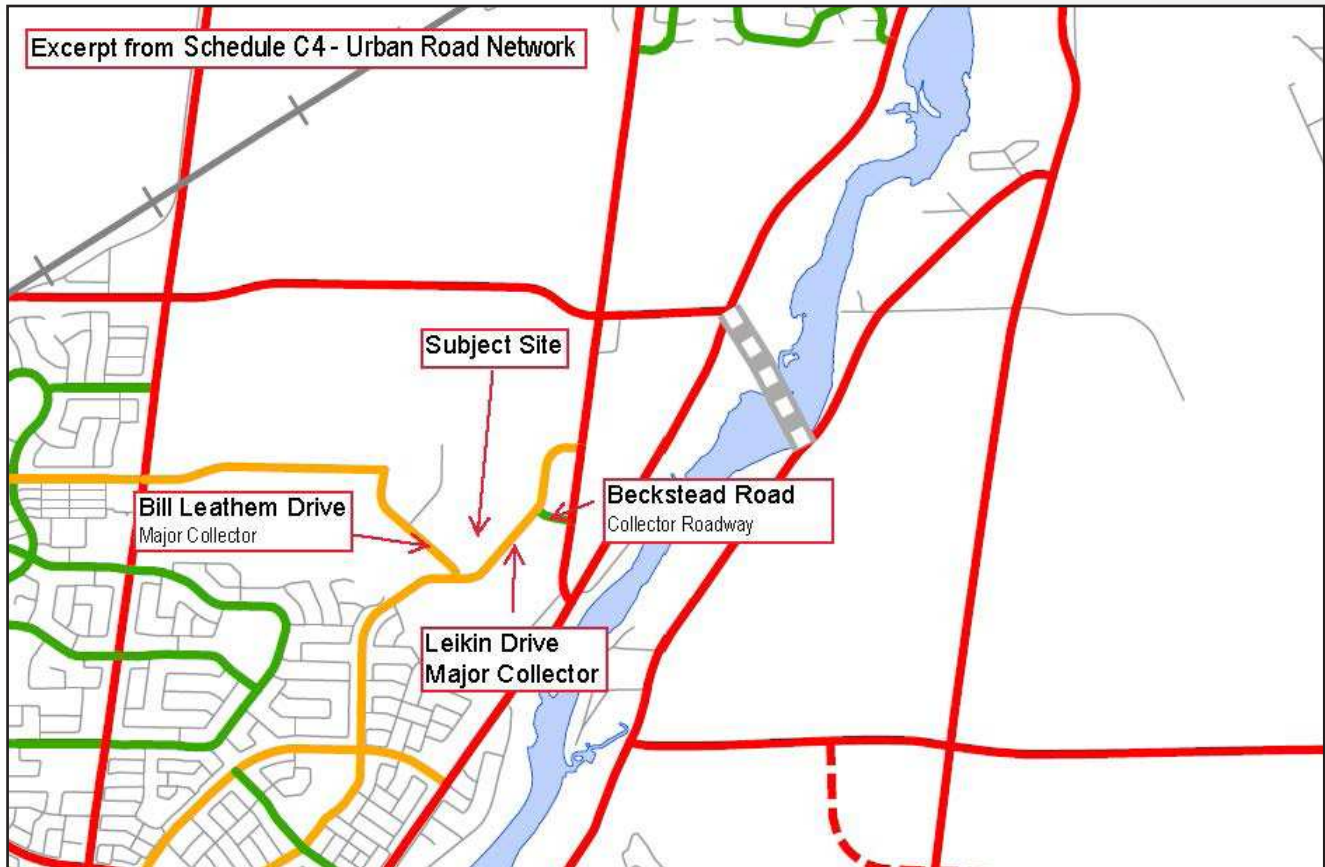 Excerpt from Schedule C4 - Urban Road Network
Subject Site
Bill Leathem Drive
Major Collector
Beckstead Road
Collector Roadway
Leikin Drive
Major Collector